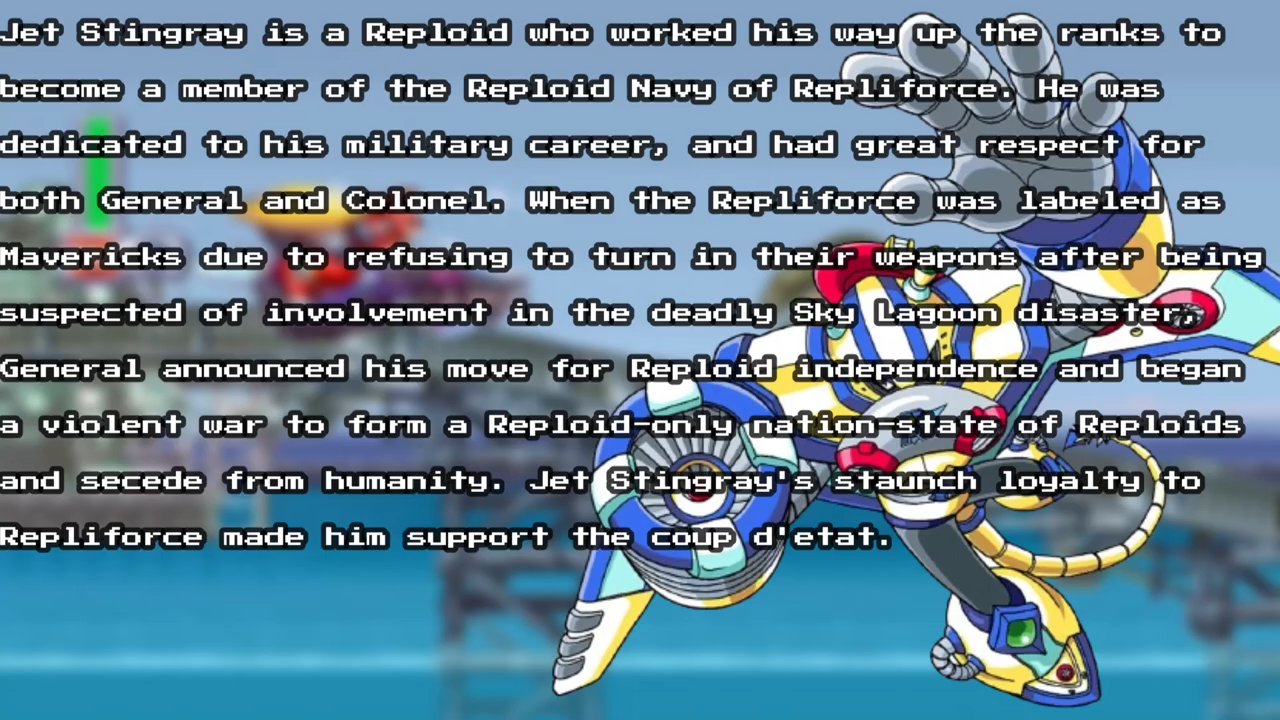 Jet Stingray is a Reploid who worked his way up the ranks to
become a member of the Reploid Navy of Repliforce. He was
dedicated to his military career, and had great respect for
both General and Colonel. When the Repliforce was labeled as
Mavericks due to refusing to turn in their weapons after being
suspected of involvement in the deadly Sky Lagoon disaster,
General announced his move for Reploid independence and began
a violent war to form a Reploid-only nation-state of Reploids
and secede from humanity. Jet Stingray's staunch loyalty to
Repliforce made him support the coup d'etat.